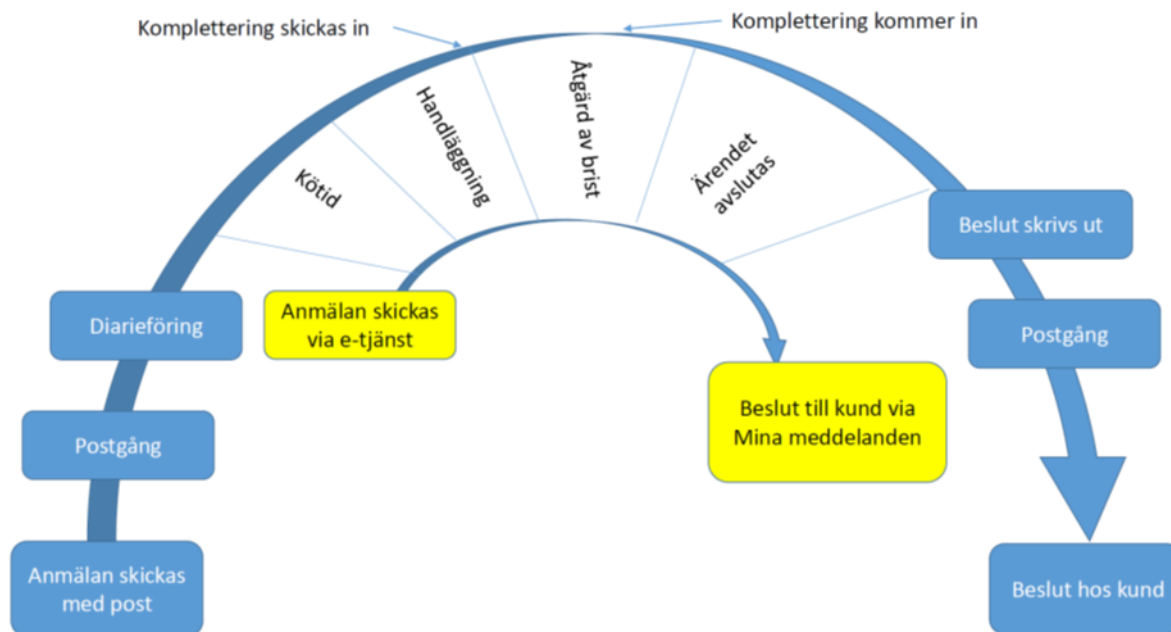 Komplettering skickas in
Komplettering kommer in
Kötid
Handläggning
Åtgärd av brist
Ärendet
avslutas
Beslut skrivs ut
Diarieföring
Anmälan skickas
via e-tjänst
Postgång
Beslut till kund via
Mina meddelanden
Postgång
Anmälan skickas
med post
Beslut hos kund